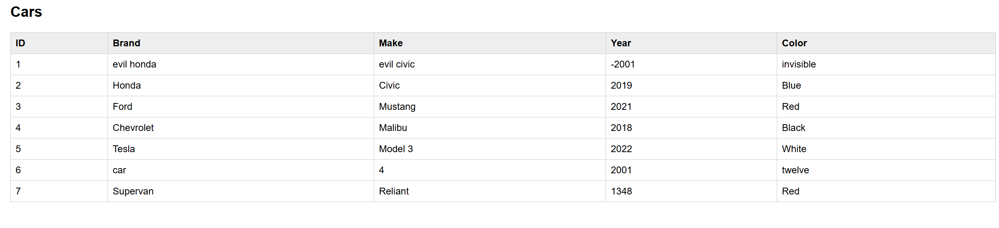 Cars
ID Brand Make Year Color
1 evil honda evil civic -2001 invisible
2 Honda Civic 2019 Blue
3 Ford Mustang 2021 Red
4 Chevrolet Malibu 2018 Black
5 Tesla Model 3 2022 White
6 car 4 2001 twelve
7 Supervan Reliant 1348 Red